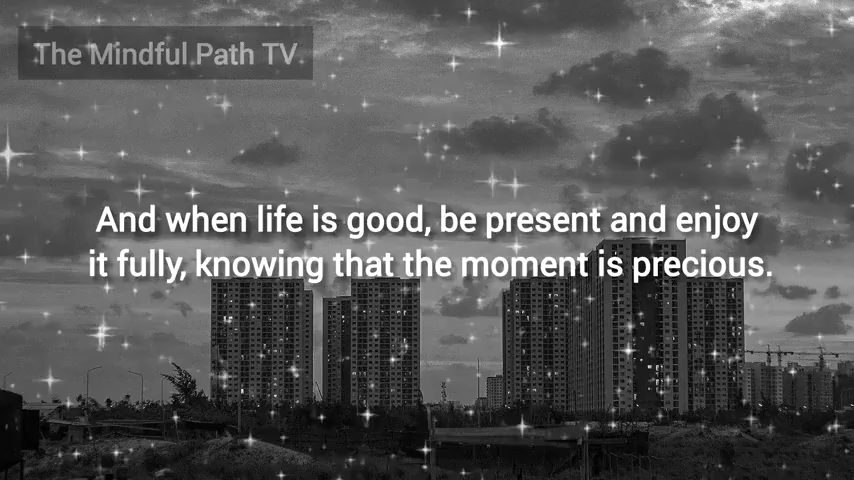 The Mindful Path TV
And when life is good, be present and enjoy
it fully, knowing that the moment is precious.